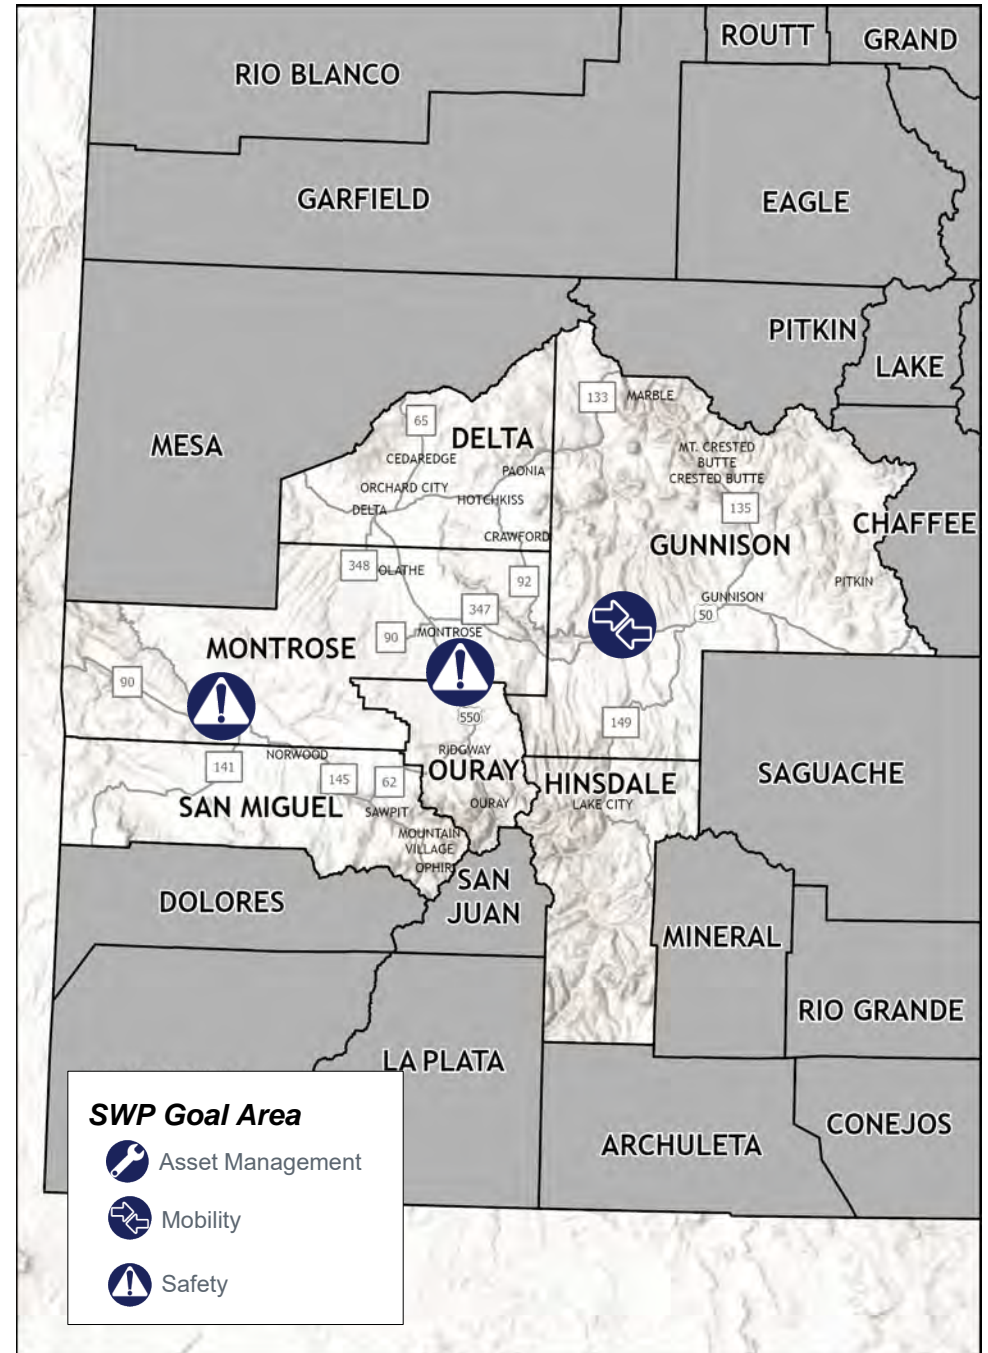 ROUTT
GRAND
RIO BLANCO
GARFIELD
EAGLE
PITKIN
LAKE
133
MARBLE
65
DELTA
MESA
CEDAREDGE
MT. CRESTED
BUTTE
CRESTED BUTTE
PAONIA
ORCHARD CITY
HOTCHKISS
DELTA
135
CHAFFEE
CRAWFORD
GUNNISON
348
OLATHE
92
PITKIN
GUNNISON
347
50
90
MONTROSE
MONTROSE
90
550
149
RIDGWAY
NORWOOD
141
145
62
OURAY
HINSDALE
SAGUACHE
SAN MIGUEL
SAWPIT
OURAY
LAKE CITY
MOUNTAIN
VILLAGE
OPHIR
SAN
JUAN
DOLORES
MINERAL
RIO GRANDE
LA PLATA
CONEJOS
ARCHULETA
SWP Goal Area
Asset Management
Mobility
Safety